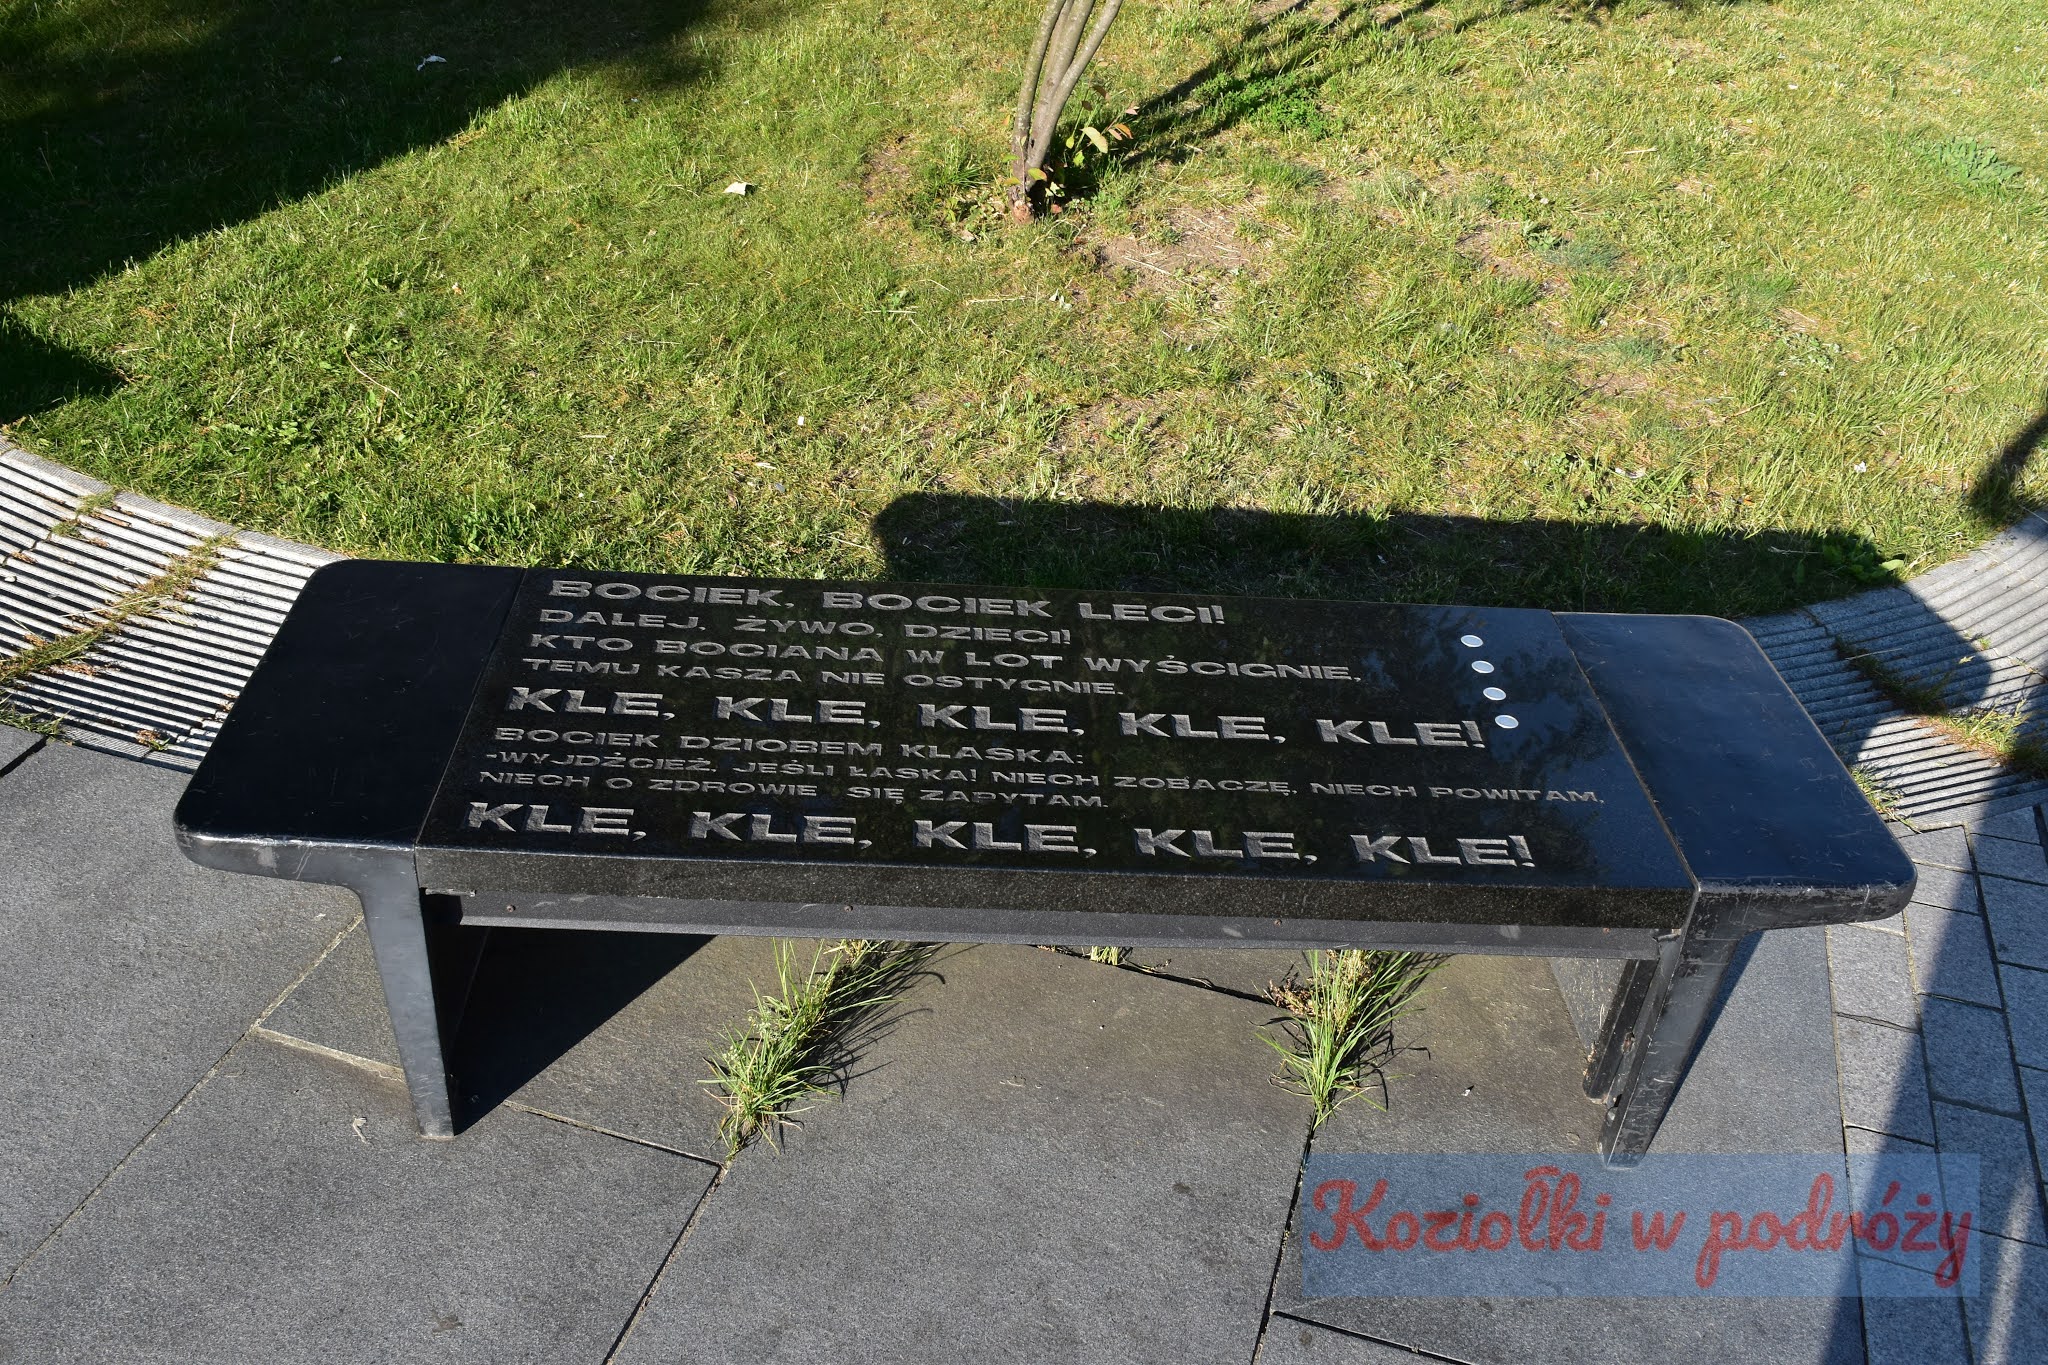 BOCIEK, BOCIEK LECI!
DALEJ, ŻYWO, DZIECI!
KTO BOCIANA W LOT WYŚCIGNIE,
TEMU KASZA NIE OSTYGNIE.
KLE, KLE, KLE, KLE, KLE!
BOCIEK DZIOBEM KLASKA:
-WYJDŹCIEŻ, JEŚLI ŁASKA! NIECH ZOBACZĘ, NIECH POWITAM,
NIECH O ZDROWIE SIĘ ZAPYTAM.
KLE, KLE, KLE, KLE, KLE!
Koziołki w podróży